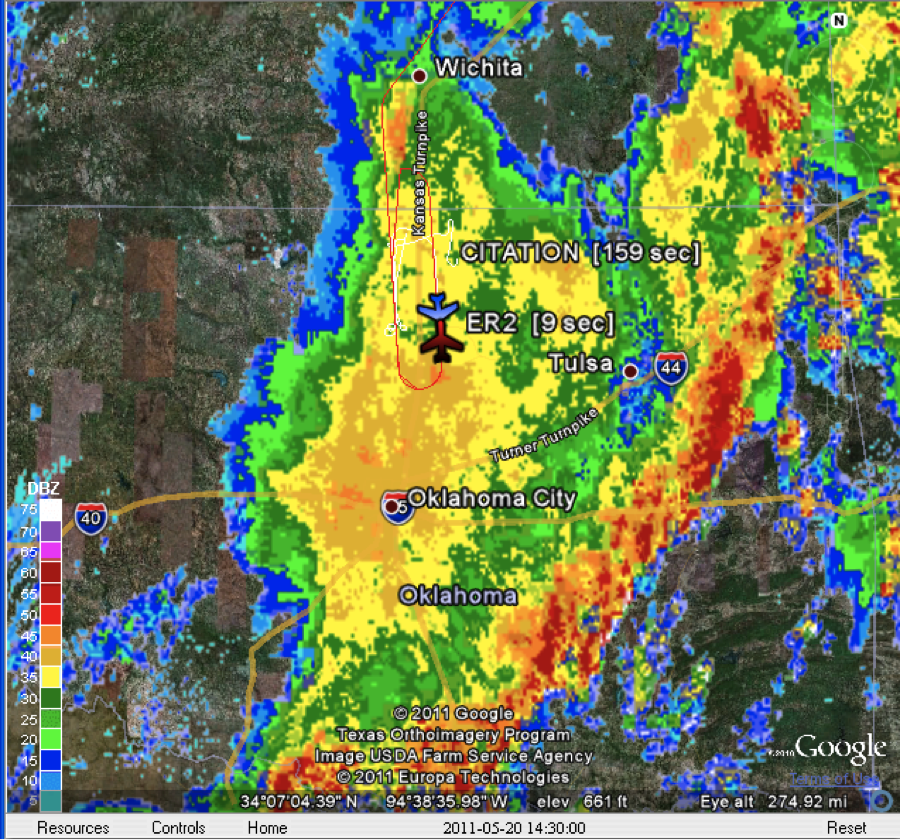 N
Wichita
Kansas Turnpike
CITATION [159 sec]
ER2 [9 sec]
Tulsa
44
Turner Turnpike
DBZ
75
70
65
60
55
50
45
40
35
30
25
20
15
10
5
40
5
Oklahoma City
Oklahoma
© 2011 Google
Texas Orthoimagery Program
Image USDA Farm Service Agency
© 2011 Europa Technologies
©2010 Google
Terms of Use
34°07'04.39" N 94°38'35.98" W elev 661 ft Eye alt 274.92 mi
Resources Controls Home 2011-05-20 14:30:00 Reset